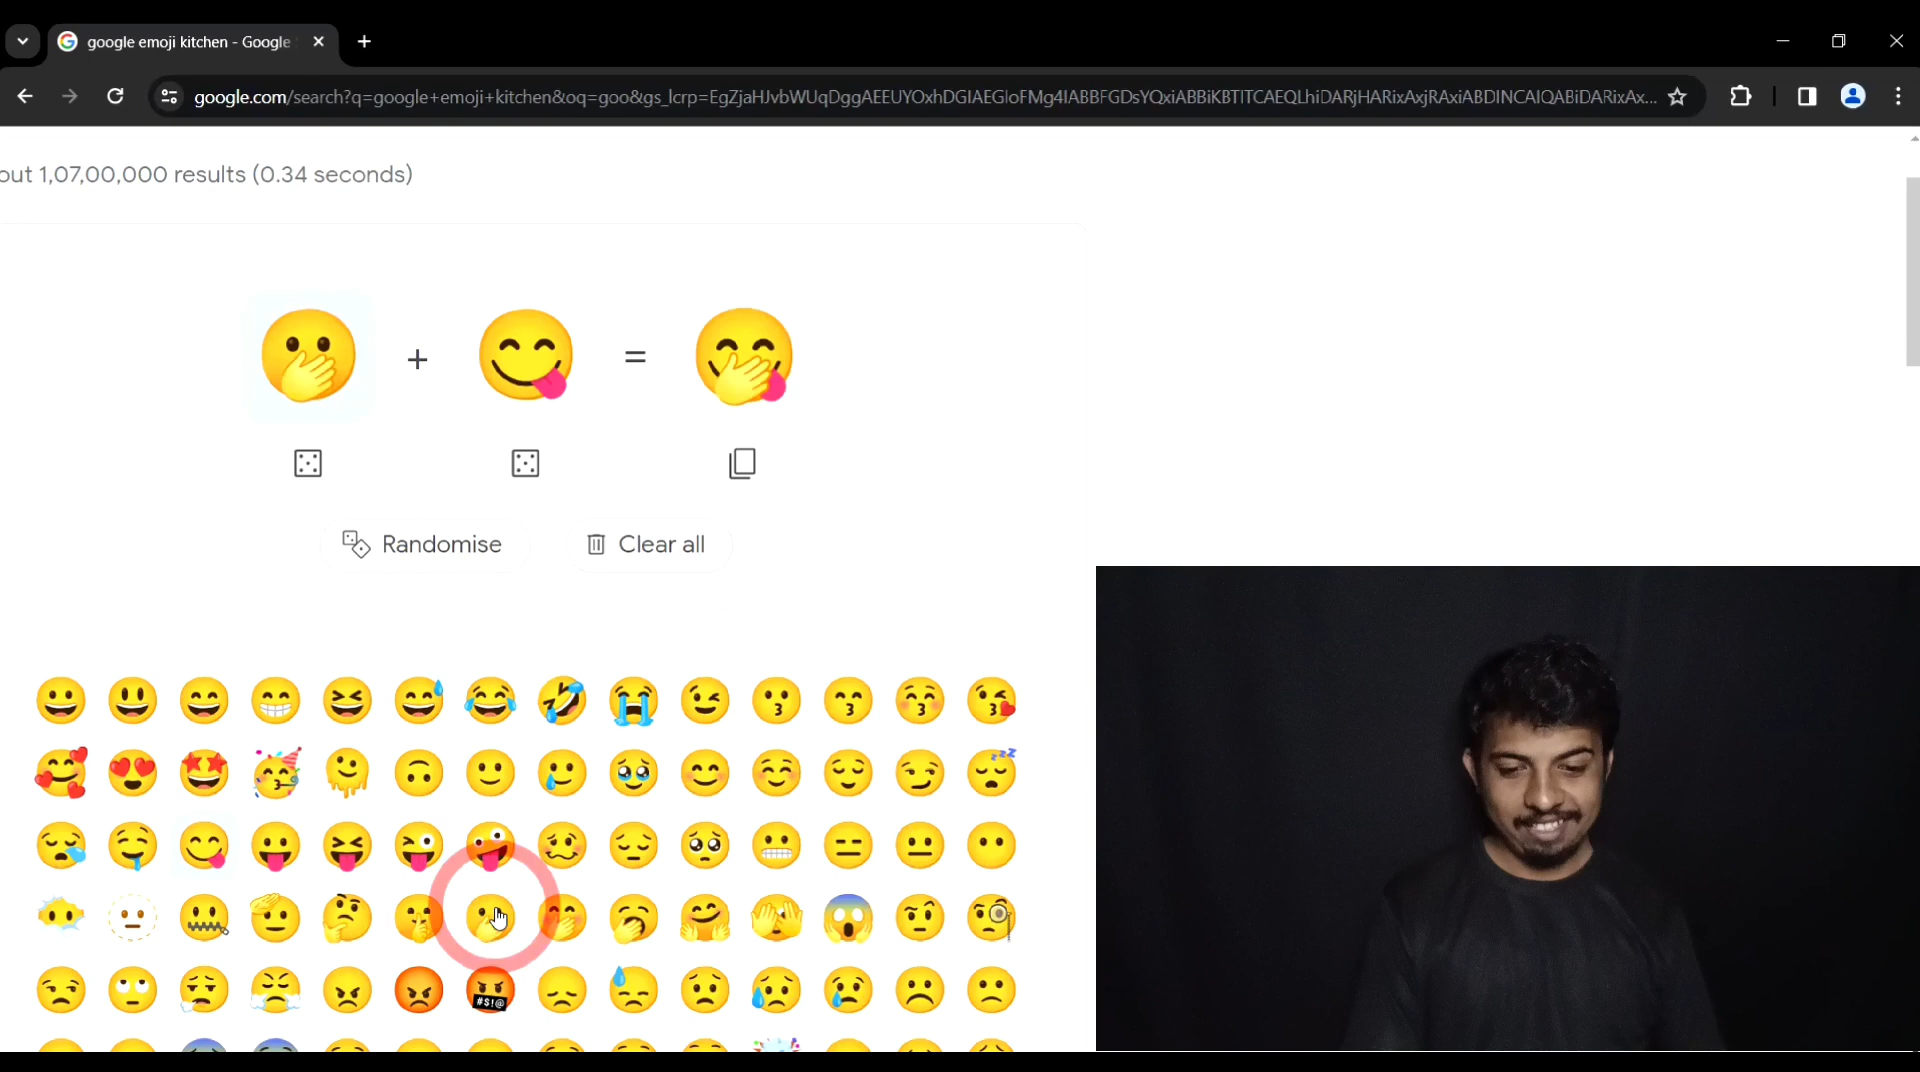 google emoji kitchen - Google
google.com/search?q=google+emoji+kitchen&oq=goo&gs_lcrp=
out 1,07,00,000 results (0.34 seconds)
+
=
Randomise
Clear all
#$!@